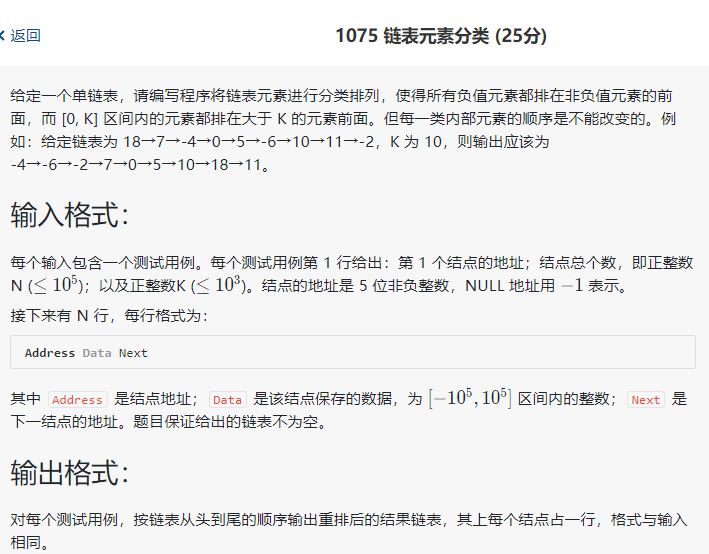 返回
1075 链表元素分类 (25分)
给定一个单链表，请编写程序将链表元素进行分类排列，使得所有负值元素都排在非负值元素的前
面，而 [0, K] 区间内的元素都排在大于 K 的元素前面。但每一类内部元素的顺序是不能改变的。例
如：给定链表为 18→7→-4→0→5→-6→10→11→-2，K 为 10，则输出应该为
-4→-6→-2→7→0→5→10→18→11。
输入格式：
每个输入包含一个测试用例。每个测试用例第 1 行给出：第 1 个结点的地址；结点总个数，即正整数
N (≤ 10⁵)；以及正整数K (≤ 10³)。结点的地址是 5 位非负整数，NULL 地址用 −1 表示。
接下来有 N 行，每行格式为：
Address Data Next
其中 Address 是结点地址； Data 是该结点保存的数据，为 [−10⁵, 10⁵] 区间内的整数； Next 是
下一结点的地址。题目保证给出的链表不为空。
输出格式：
对每个测试用例，按链表从头到尾的顺序输出重排后的结果链表，其上每个结点占一行，格式与输入
相同。